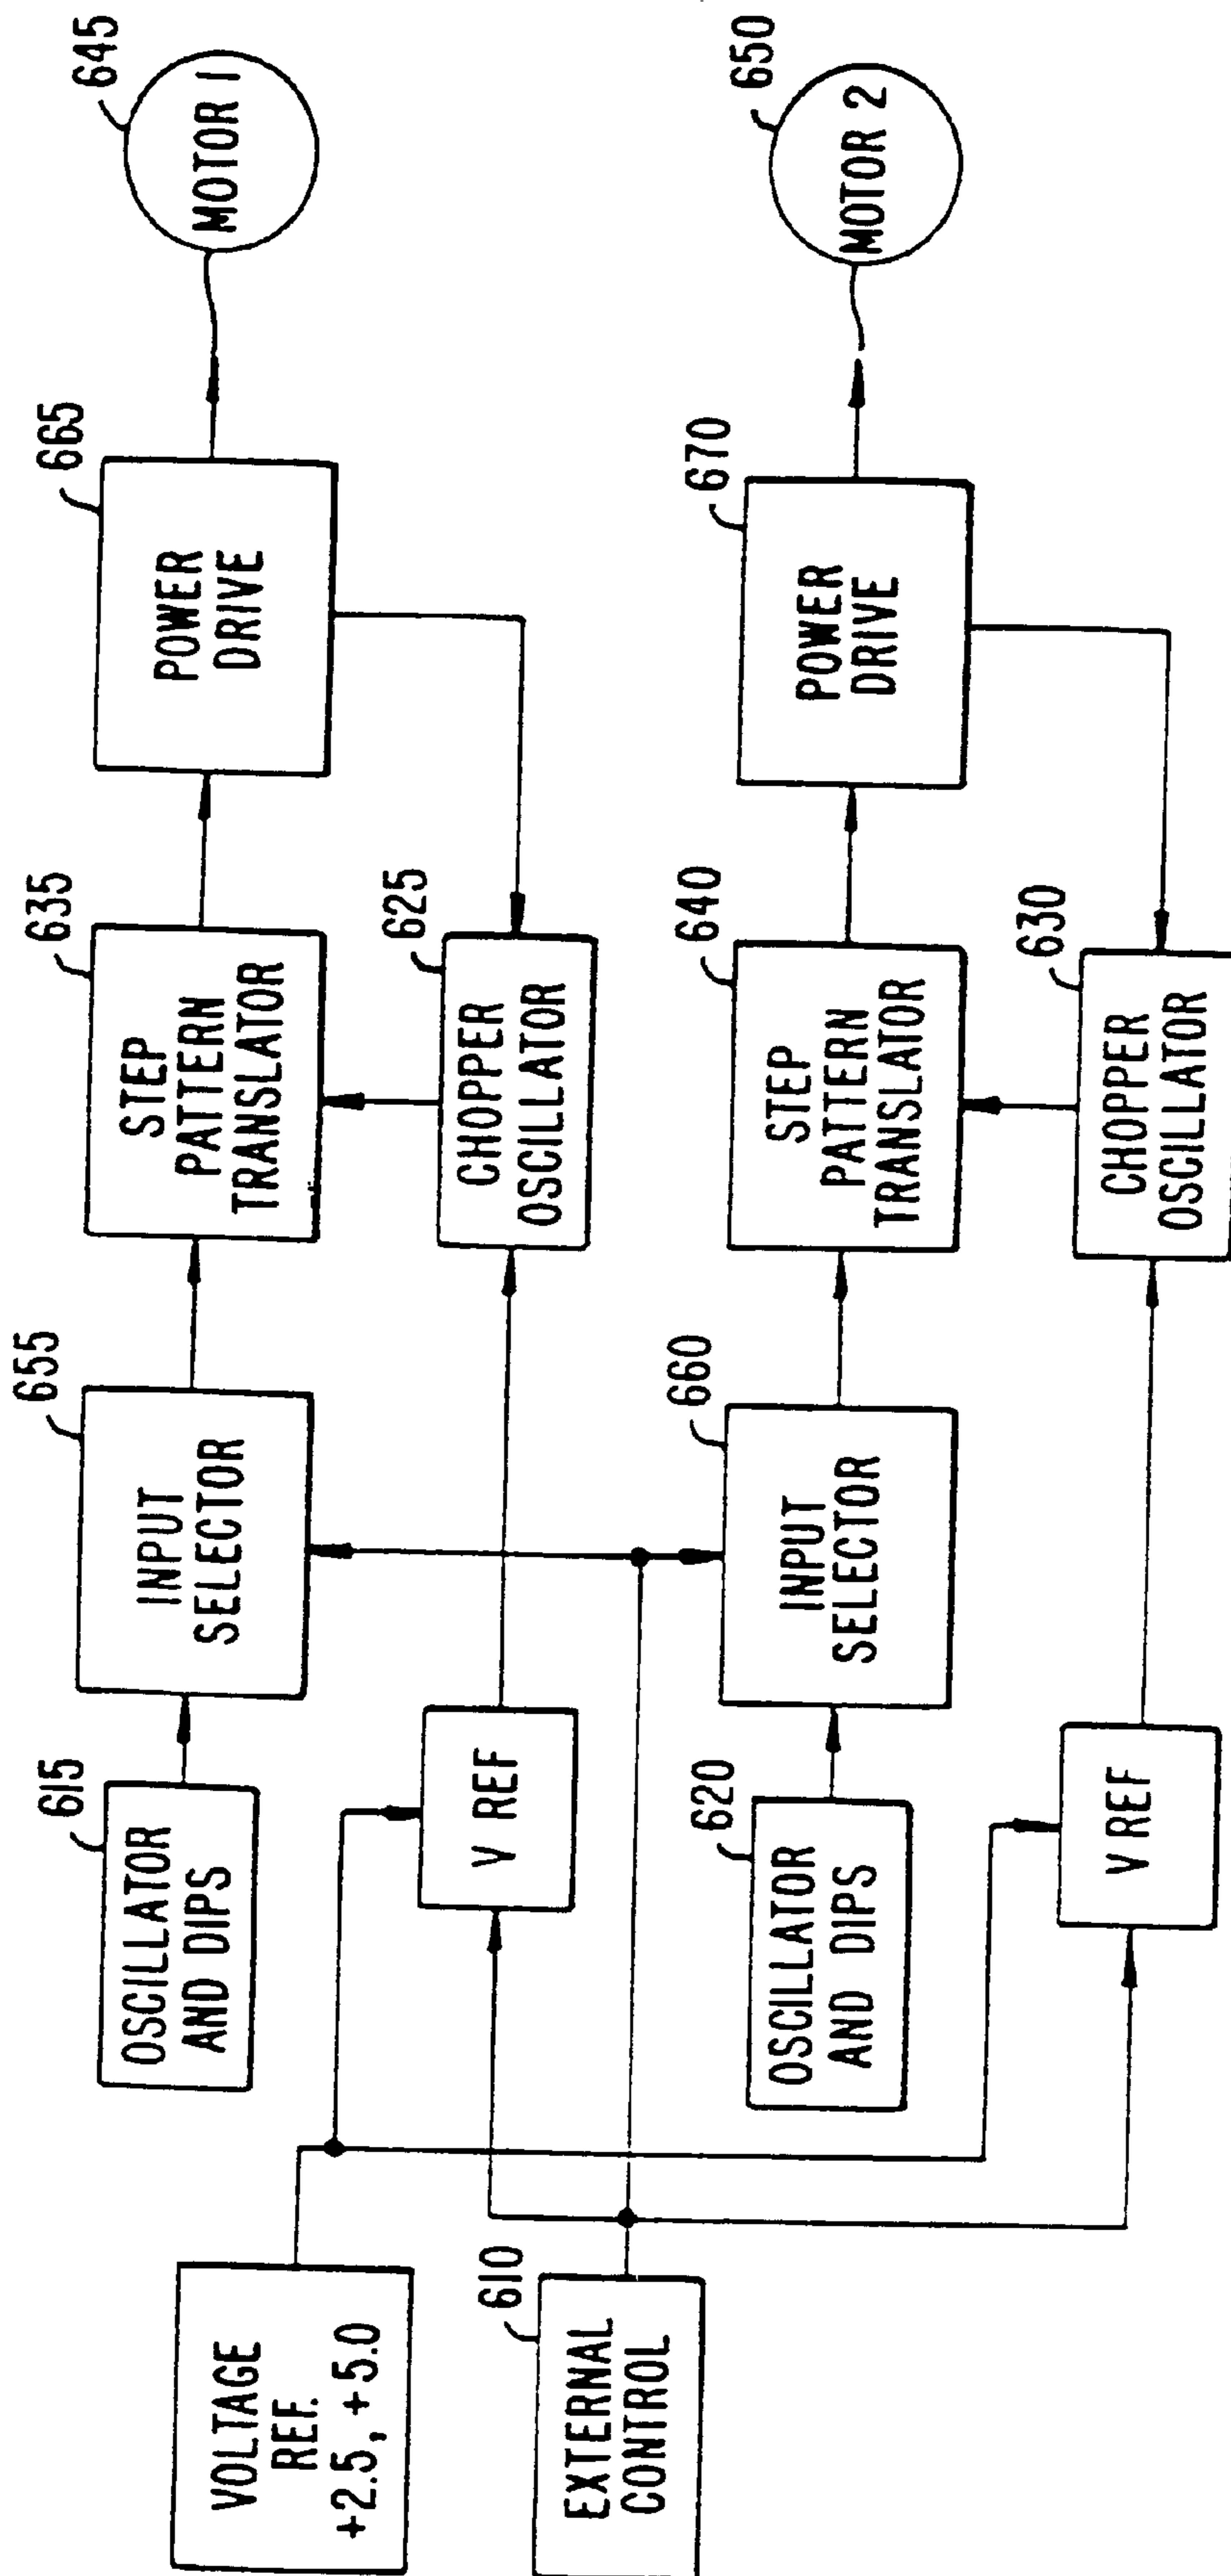 645
MOTOR 1
665
POWER
DRIVE
635
STEP
PATTERN
TRANSLATOR
625
CHOPPER
OSCILLATOR
655
INPUT
SELECTOR
615
OSCILLATOR
AND DIPS
V REF
VOLTAGE
REF.
+2.5, +5.0
610
EXTERNAL
CONTROL
650
MOTOR 2
670
POWER
DRIVE
640
STEP
PATTERN
TRANSLATOR
630
CHOPPER
OSCILLATOR
660
INPUT
SELECTOR
620
OSCILLATOR
AND DIPS
V REF